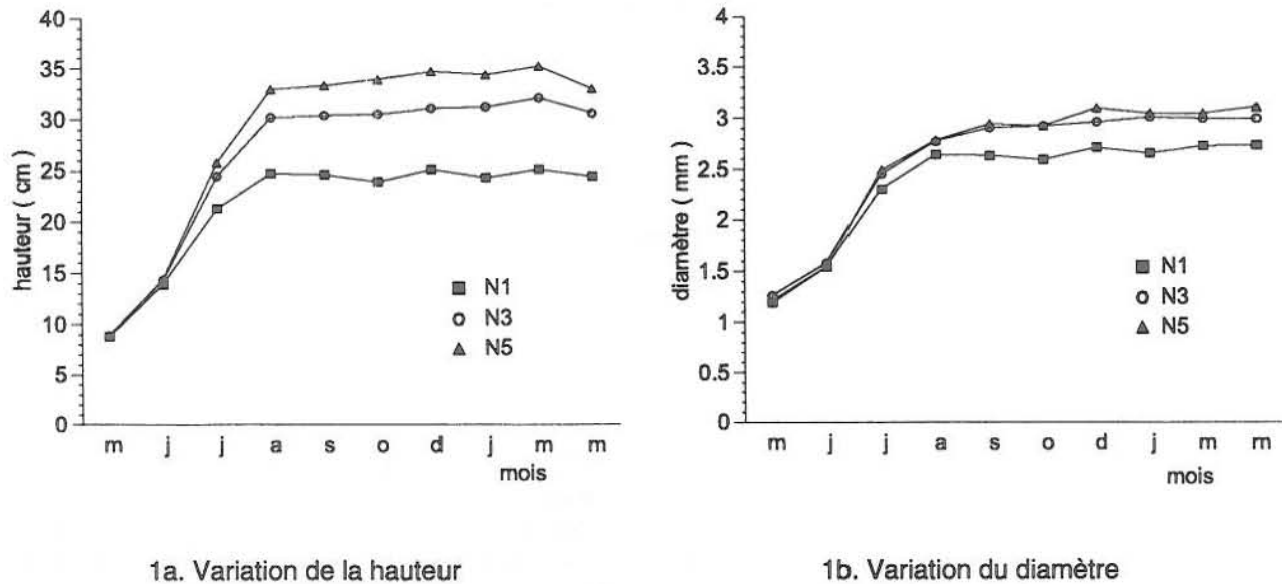 hauteur ( cm )
40
35
30
25
20
15
10
5
0
N1
N3
N5
m j j a s o d j m m
mois
1a. Variation de la hauteur
diamètre ( mm )
4
3.5
3
2.5
2
1.5
1
0.5
0
N1
N3
N5
m j j a s o d j m m
mois
1b. Variation du diamètre